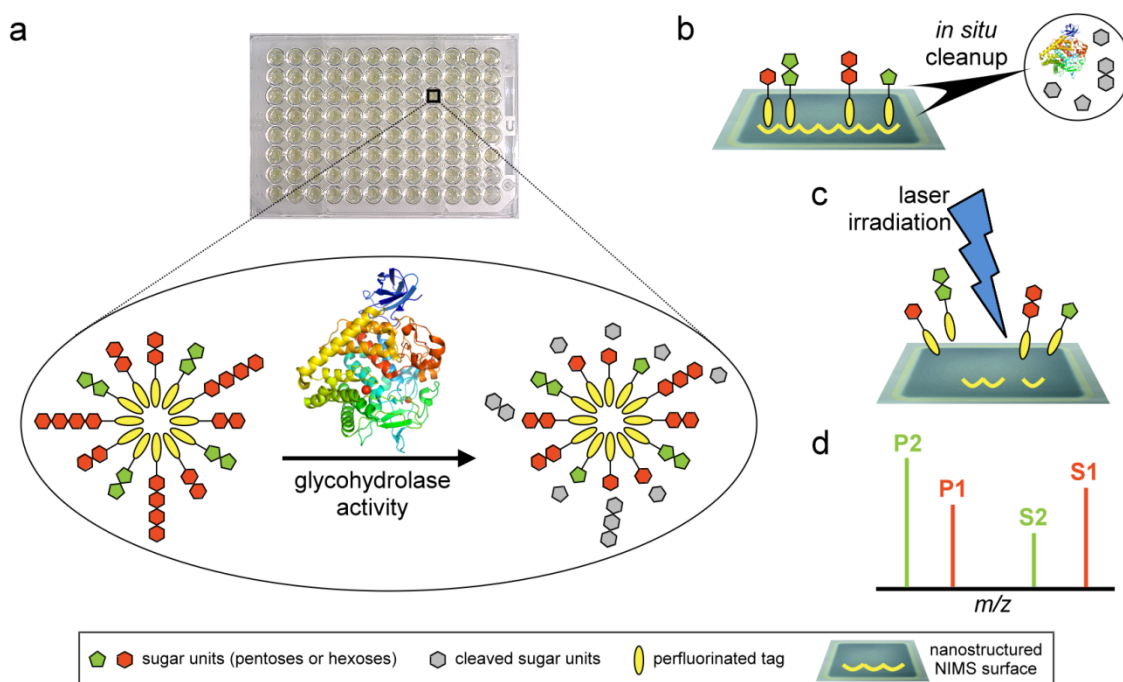 a
glycohydrolase
activity
b
in situ
cleanup
c
laser
irradiation
d
P2
P1
S2
S1
m/z
sugar units (pentoses or hexoses)
cleaved sugar units
perfluorinated tag
nanostructured
NIMS surface